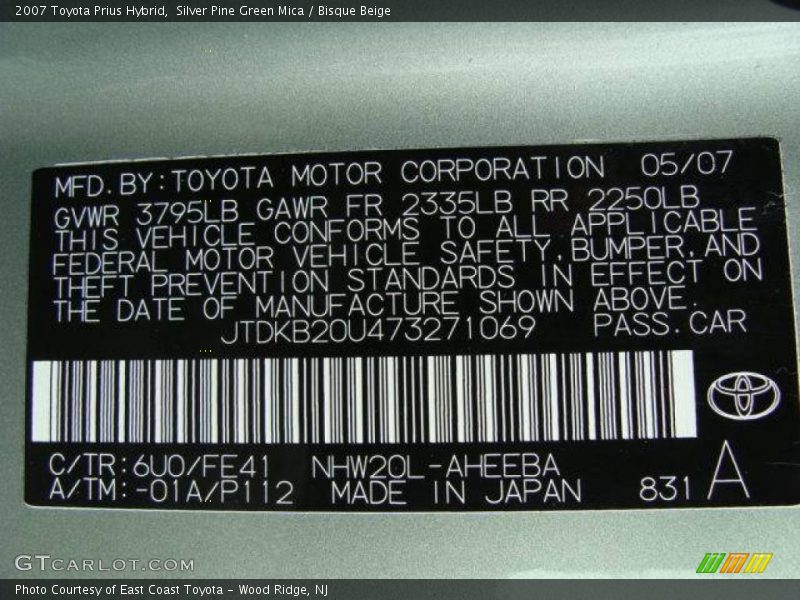 2007 Toyota Prius Hybrid,  Silver Pine Green Mica / Bisque Beige
MFD. BY: TOYOTA MOTOR CORPORATION 05/07
GVWR 3795LB GAWR FR 2335LB RR 2250LB
THIS VEHICLE CONFORMS TO ALL APPLICABLE
FEDERAL MOTOR VEHICLE SAFETY, BUMPER, AND
THEFT PREVENTION STANDARDS IN EFFECT ON
THE DATE OF MANUFACTURE SHOWN ABOVE.
JTDKB20U473271069 PASS. CAR
C/TR: 6U0/FE41 NHW20L-AHEEBA
A/TM: -01A/P112 MADE IN JAPAN 831 A
GTCARLOT.COM
Photo Courtesy of East Coast Toyota - Wood Ridge, NJ